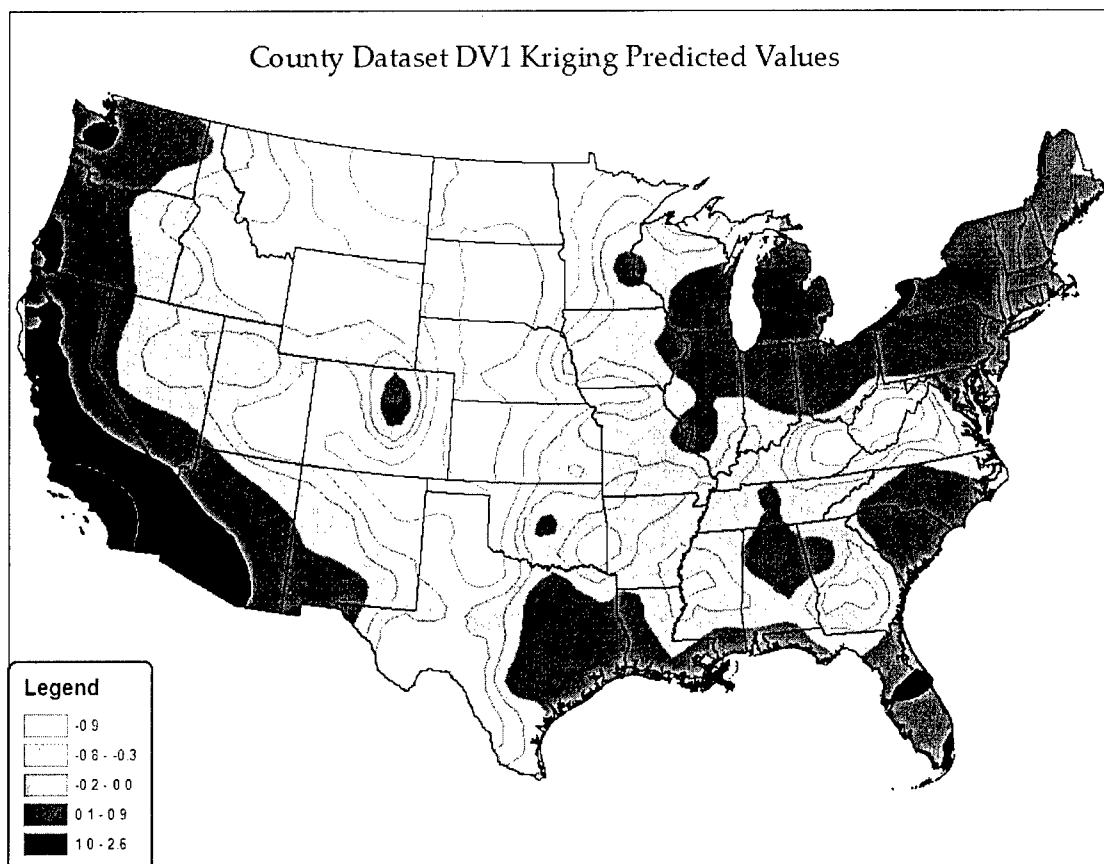 County Dataset DV1 Kriging Predicted Values
Legend
-0.9
-0.8 - -0.3
-0.2 - 0.0
0.1 - 0.9
1.0 - 2.6